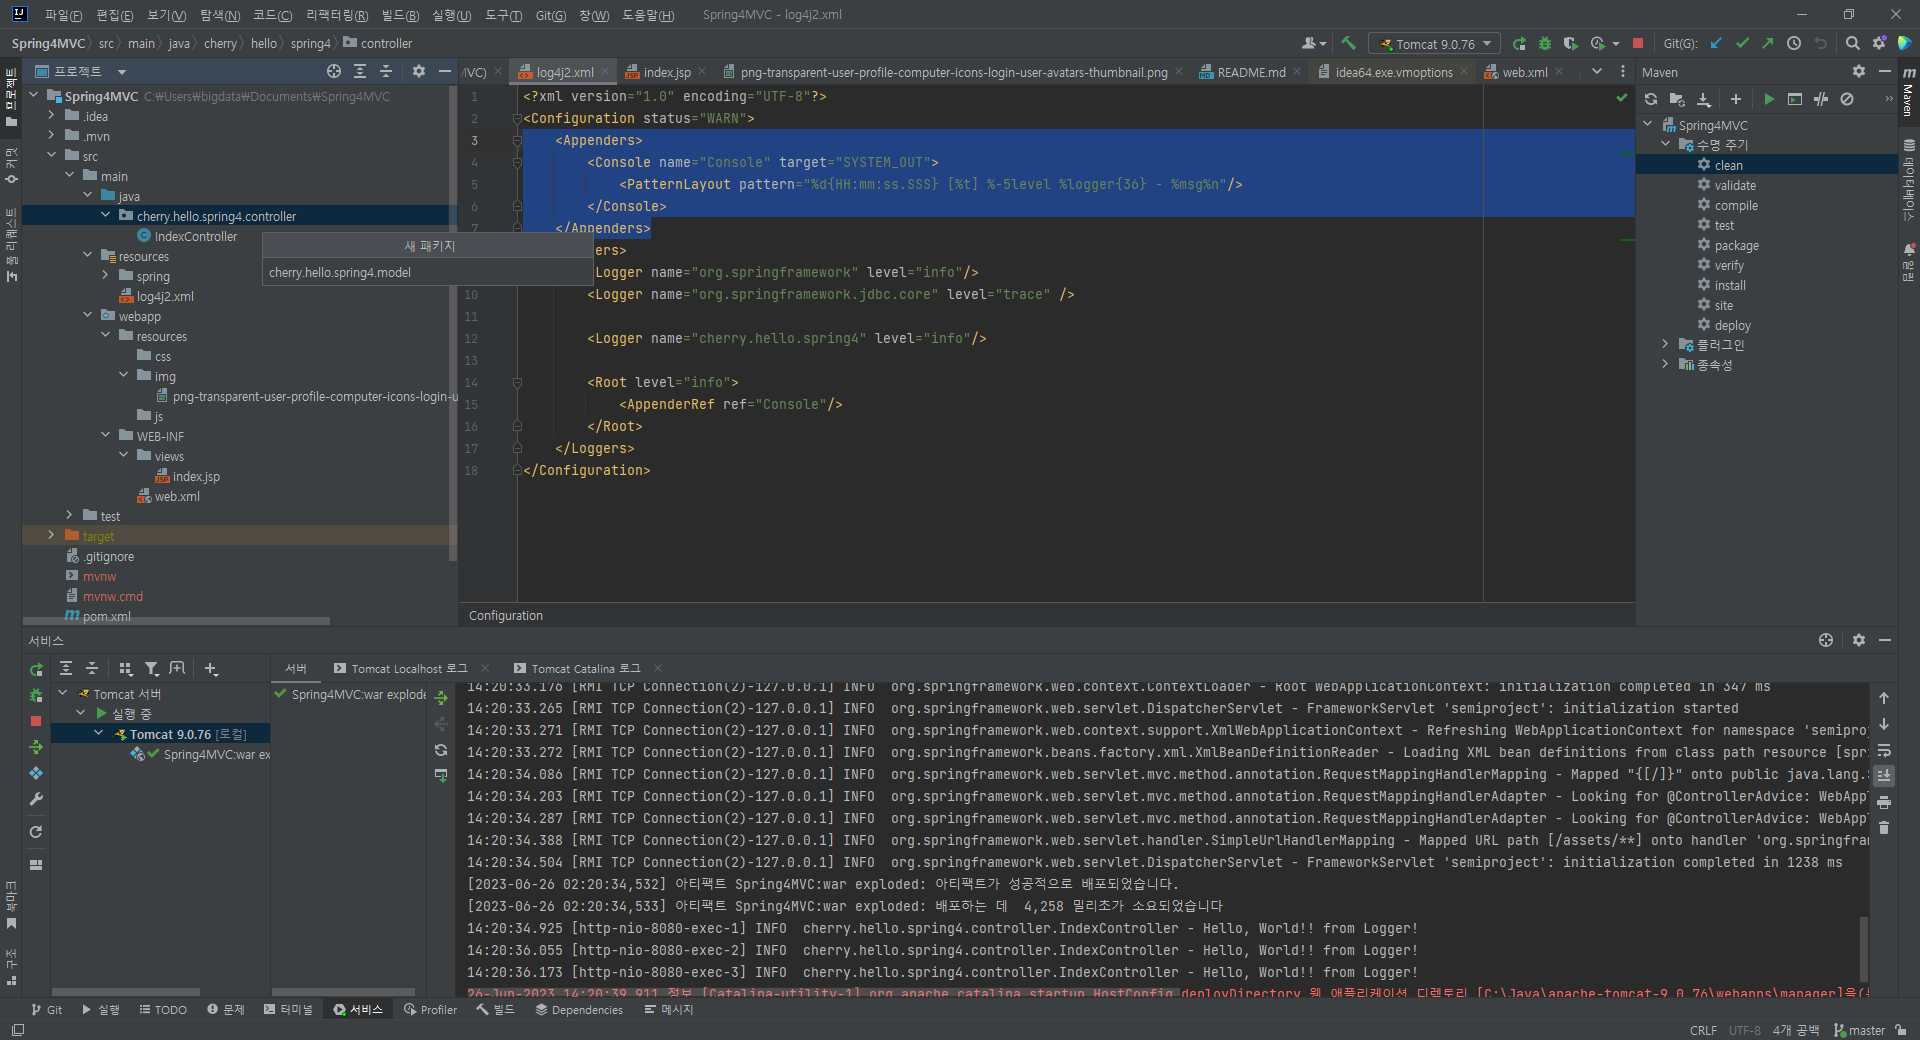 파일(F) 편집(E) 보기(V) 탐색(N) 코드(C) 리팩터링(R) 빌드(B) 실행(U) 도구(T) Git(G) 창(W) 도움말(H) Spring4MVC - log4j2.xml
Spring4MVC src main java cherry hello spring4 controller
Tomcat 9.0.76
Git(G):
프로젝트
MVC) log4j2.xml index.jsp png-transparent-user-profile-computer-icons-login-user-avatars-thumbnail.png README.md idea64.exe.vmoptions web.xml
Maven
프로젝트
커밋
풀 리퀘스트
북마크
구조
Spring4MVC C:₩Users₩bigdata₩Documents₩Spring4MVC
.idea
.mvn
src
main
java
cherry.hello.spring4.controller
IndexController
resources
spring
log4j2.xml
webapp
resources
css
img
png-transparent-user-profile-computer-icons-login-u
js
WEB-INF
views
index.jsp
web.xml
test
target
.gitignore
mvnw
mvnw.cmd
pom.xml
새 패키지
cherry.hello.spring4.model
1 <?xml version="1.0" encoding="UTF-8"?>
2 <Configuration status="WARN">
3 <Appenders>
4 <Console name="Console" target="SYSTEM_OUT">
5 <PatternLayout pattern="%d{HH:mm:ss.SSS} [%t] %-5level %logger{36} - %msg%n"/>
6 </Console>
7 </Appenders>
ers>
Logger name="org.springframework" level="info"/>
10 <Logger name="org.springframework.jdbc.core" level="trace" />
11
12 <Logger name="cherry.hello.spring4" level="info"/>
13
14 <Root level="info">
15 <AppenderRef ref="Console"/>
16 </Root>
17 </Loggers>
18 </Configuration>
Configuration
Spring4MVC
수명 주기
clean
validate
compile
test
package
verify
install
site
deploy
플러그인
종속성
Maven
데이터베이스
알림
서비스
서버 Tomcat Localhost 로그 Tomcat Catalina 로그
Tomcat 서버
실행 중
Tomcat 9.0.76 [로컬]
Spring4MVC:war ex
Spring4MVC:war explode
14:20:33.176 [RMI TCP Connection(2)-127.0.0.1] INFO org.springframework.web.context.ContextLoader - Root WebApplicationContext: initialization completed in 347 ms
14:20:33.265 [RMI TCP Connection(2)-127.0.0.1] INFO org.springframework.web.servlet.DispatcherServlet - FrameworkServlet 'semiproject': initialization started
14:20:33.271 [RMI TCP Connection(2)-127.0.0.1] INFO org.springframework.web.context.support.XmlWebApplicationContext - Refreshing WebApplicationContext for namespace 'semiproj
14:20:33.272 [RMI TCP Connection(2)-127.0.0.1] INFO org.springframework.beans.factory.xml.XmlBeanDefinitionReader - Loading XML bean definitions from class path resource [spr
14:20:34.086 [RMI TCP Connection(2)-127.0.0.1] INFO org.springframework.web.servlet.mvc.method.annotation.RequestMappingHandlerMapping - Mapped "{[/]}" onto public java.lang.S
14:20:34.203 [RMI TCP Connection(2)-127.0.0.1] INFO org.springframework.web.servlet.mvc.method.annotation.RequestMappingHandlerAdapter - Looking for @ControllerAdvice: WebAppl
14:20:34.287 [RMI TCP Connection(2)-127.0.0.1] INFO org.springframework.web.servlet.mvc.method.annotation.RequestMappingHandlerAdapter - Looking for @ControllerAdvice: WebAppl
14:20:34.388 [RMI TCP Connection(2)-127.0.0.1] INFO org.springframework.web.servlet.handler.SimpleUrlHandlerMapping - Mapped URL path [/assets/**] onto handler 'org.springfram
14:20:34.504 [RMI TCP Connection(2)-127.0.0.1] INFO org.springframework.web.servlet.DispatcherServlet - FrameworkServlet 'semiproject': initialization completed in 1238 ms
[2023-06-26 02:20:34,532] 아티팩트 Spring4MVC:war exploded: 아티팩트가 성공적으로 배포되었습니다.
[2023-06-26 02:20:34,533] 아티팩트 Spring4MVC:war exploded: 배포하는 데 4,258 밀리초가 소요되었습니다
14:20:34.925 [http-nio-8080-exec-1] INFO cherry.hello.spring4.controller.IndexController - Hello, World!! from Logger!
14:20:36.055 [http-nio-8080-exec-2] INFO cherry.hello.spring4.controller.IndexController - Hello, World!! from Logger!
14:20:36.173 [http-nio-8080-exec-3] INFO cherry.hello.spring4.controller.IndexController - Hello, World!! from Logger!
26-Jun-2023 14:20:39.911 정보 [Catalina-utility-1] org.apache.catalina.startup.HostConfig.deployDirectory 웹 애플리케이션 디렉토리 [C:\Java\apache-tomcat-9.0.76\webapps\manager]을(를
Git 실행 TODO 문제 터미널 서비스 Profiler 빌드 Dependencies 메시지
CRLF UTF-8 4개 공백 master